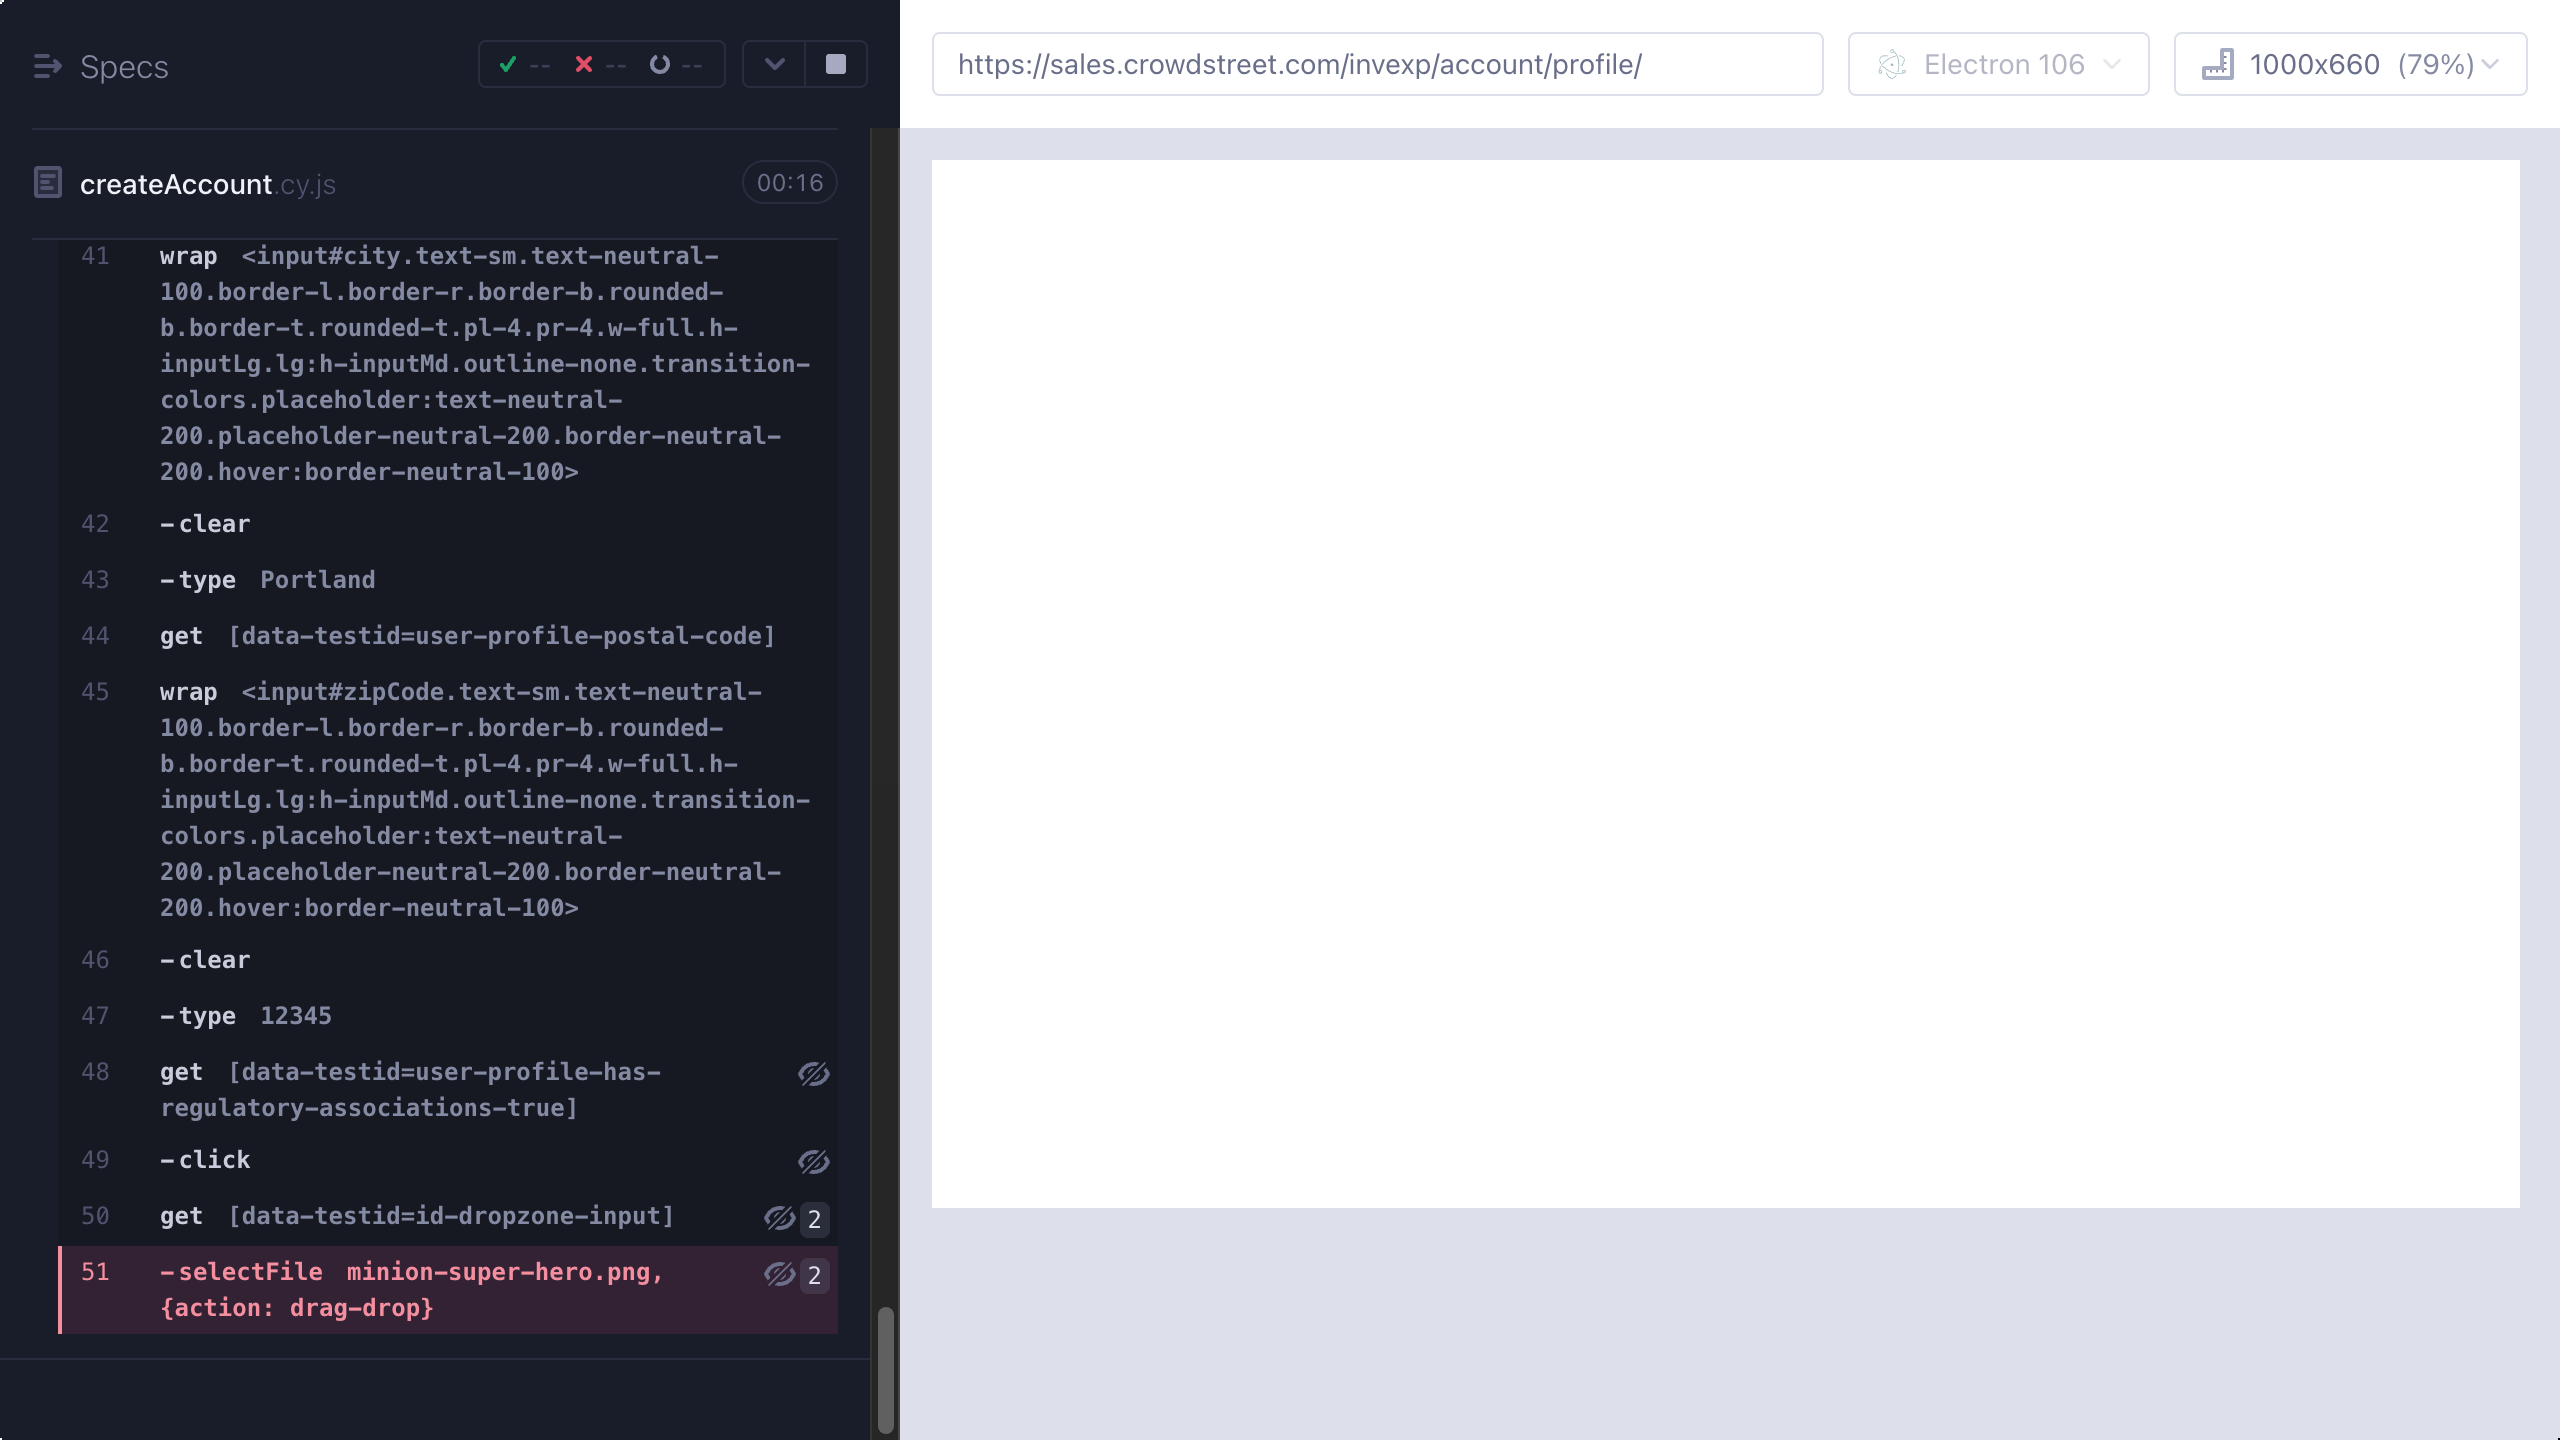 Specs
-- -- --
createAccount.cy.js
00:16
41 wrap <input#city.text-sm.text-neutral-
100.border-l.border-r.border-b.rounded-
b.border-t.rounded-t.pl-4.pr-4.w-full.h-
inputLg.lg:h-inputMd.outline-none.transition-
colors.placeholder:text-neutral-
200.placeholder-neutral-200.border-neutral-
200.hover:border-neutral-100>
42 -clear
43 -type Portland
44 get [data-testid=user-profile-postal-code]
45 wrap <input#zipCode.text-sm.text-neutral-
100.border-l.border-r.border-b.rounded-
b.border-t.rounded-t.pl-4.pr-4.w-full.h-
inputLg.lg:h-inputMd.outline-none.transition-
colors.placeholder:text-neutral-
200.placeholder-neutral-200.border-neutral-
200.hover:border-neutral-100>
46 -clear
47 -type 12345
48 get [data-testid=user-profile-has-
regulatory-associations-true]
49 -click
50 get [data-testid=id-dropzone-input] 2
51 -selectFile minion-super-hero.png, 2
{action: drag-drop}
https://sales.crowdstreet.com/invexp/account/profile/
Electron 106
1000x660 (79%)